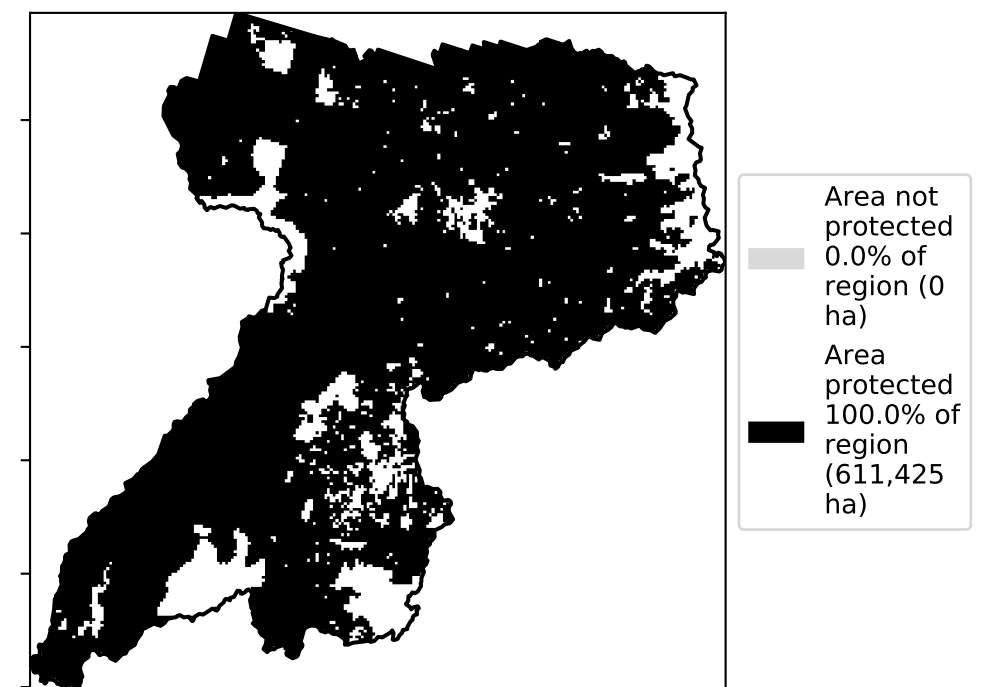 Area not
protected
0.0% of
region (0
ha)
Area
protected
100.0% of
region
(611,425
ha)